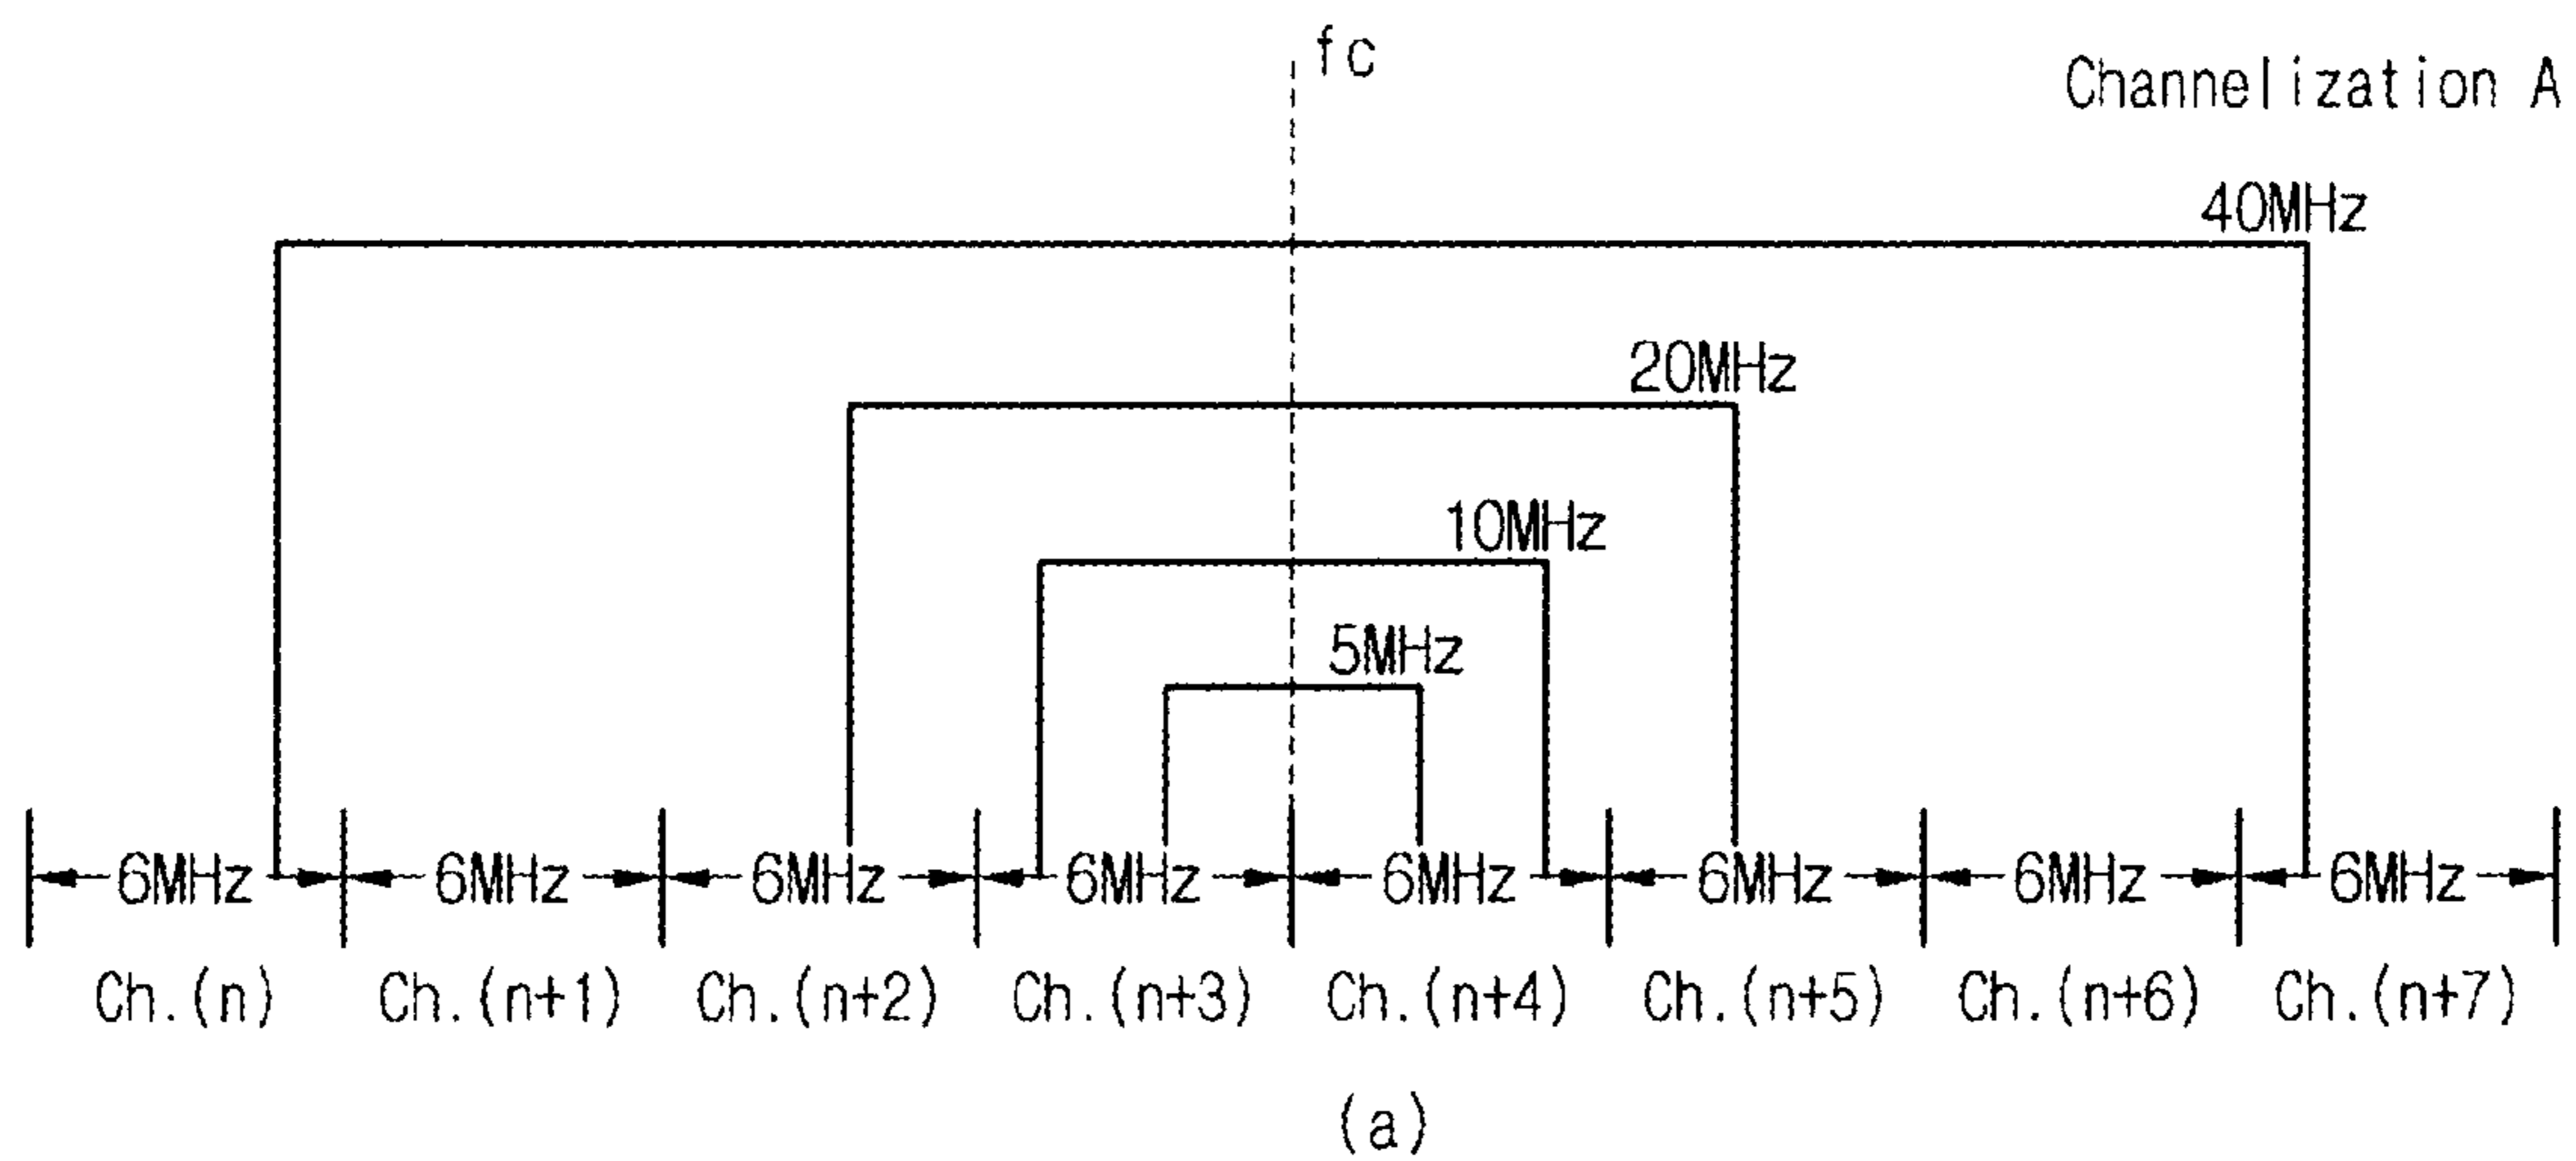 fc
Channelization A
40MHz
20MHz
10MHz
5MHz
6MHz 6MHz 6MHz 6MHz 6MHz 6MHz 6MHz 6MHz
Ch.(n) Ch.(n+1) Ch.(n+2) Ch.(n+3) Ch.(n+4) Ch.(n+5) Ch.(n+6) Ch.(n+7)
(a)